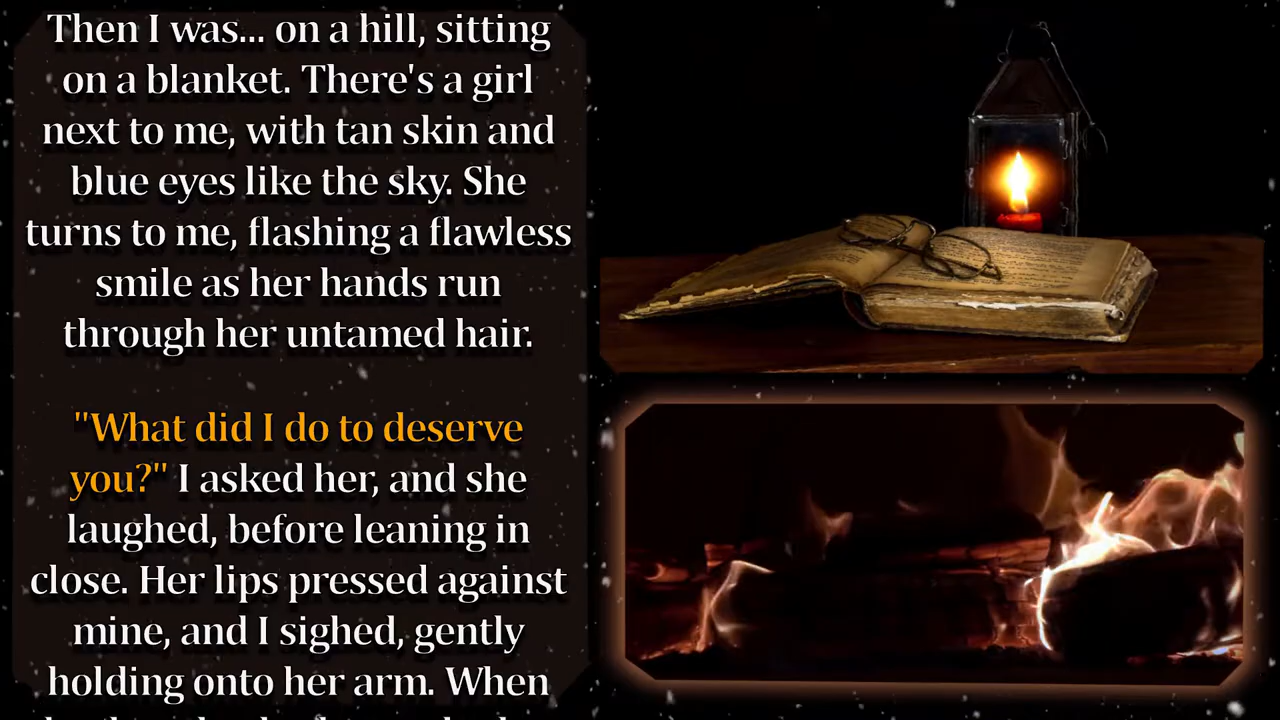 Then I was... on a hill, sitting
on a blanket. There's a girl
next to me, with tan skin and
blue eyes like the sky. She
turns to me, flashing a flawless
smile as her hands run
through her untamed hair.
"What did I do to deserve
you?" I asked her, and she
laughed, before leaning in
close. Her lips pressed against
mine, and I sighed, gently
holding onto her arm. When